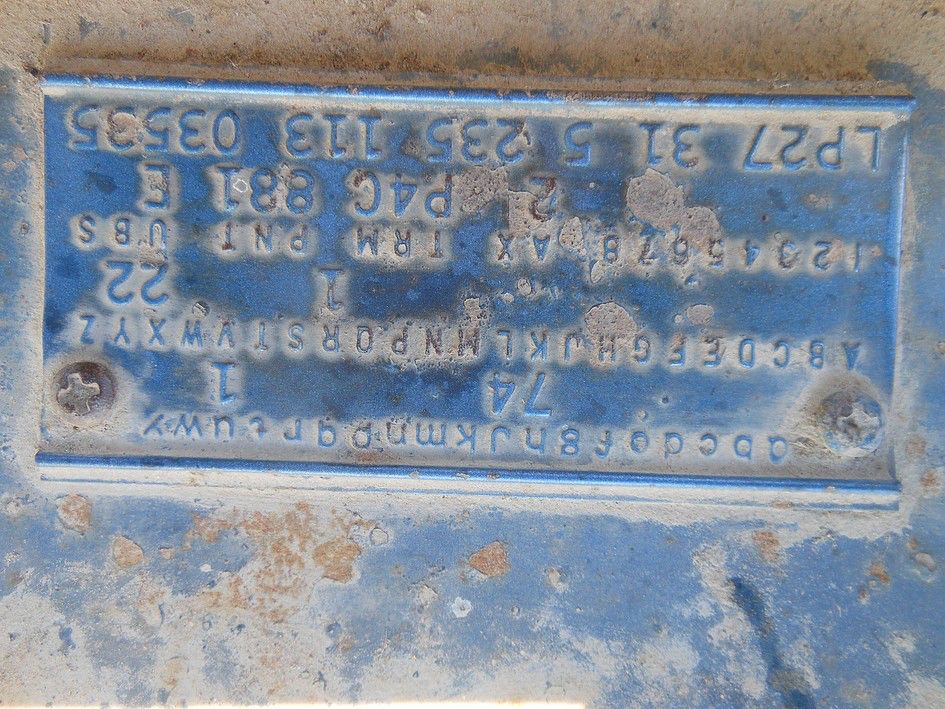 abcdefghJkmnpqrtuwy
74 1
ABCDEFGHJKLMNPQRSTVWXYZ
1 22
12345678 AX TRM PNT UBS
2 P4C 881 E
LP27 31 5 235 113 03535